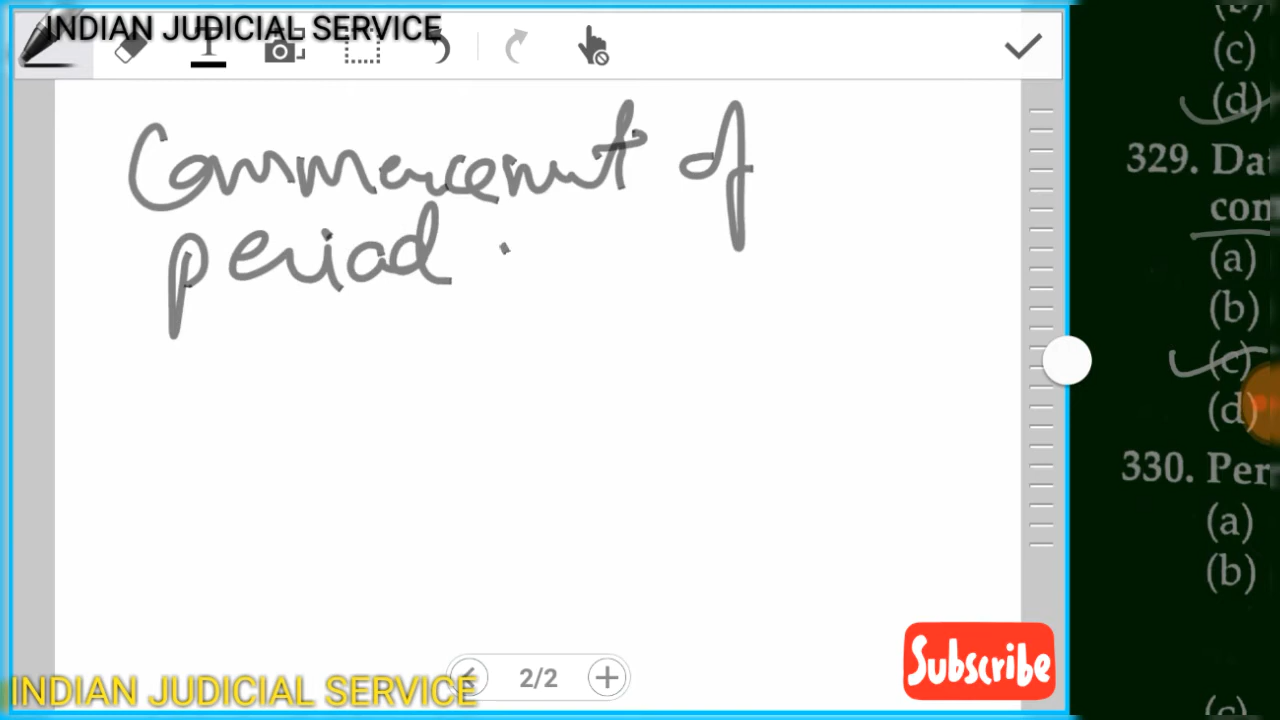 INDIAN JUDICIAL SERVICE
T
Commencement of
period
2/2
Subscribe
INDIAN JUDICIAL SERVICE
(b)
(c)
(d)
329. Da
con
(a)
(b)
(c)
(d)
330. Per
(a)
(b)
(c)